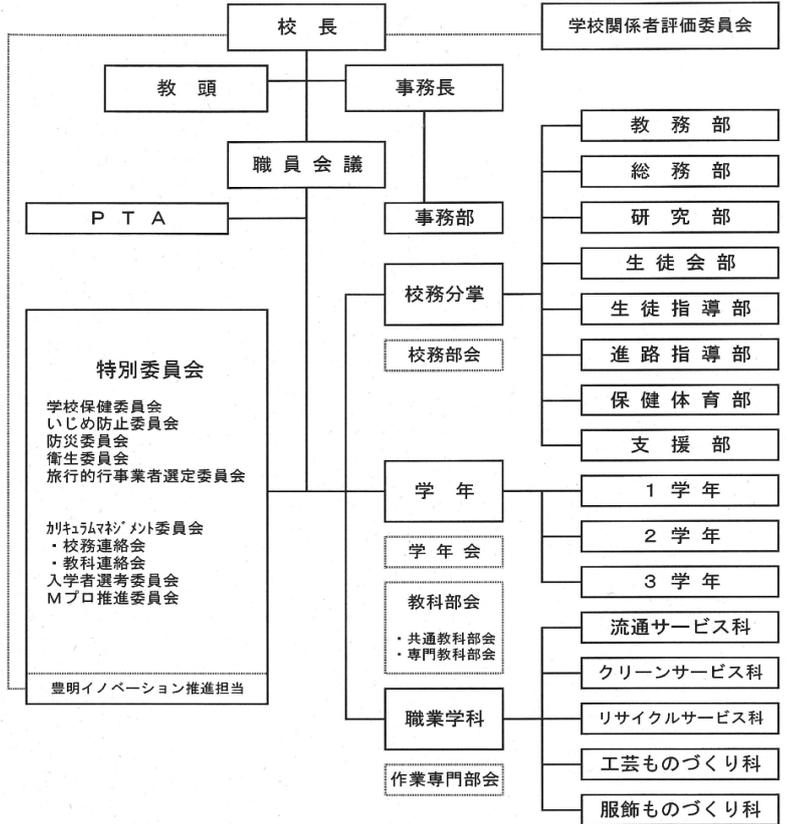 校 長
学校関係者評価委員会
教 頭
事務長
職 員 会 議
P T A
事務部
教 務 部
総 務 部
研 究 部
生 徒 会 部
生 徒 指 導 部
進 路 指 導 部
保 健 体 育 部
支 援 部
校務分掌
校務部会
特別委員会
学校保健委員会
いじめ防止委員会
防災委員会
衛生委員会
旅行的行事業者選定委員会
ｶﾘｷｭﾗﾑﾏﾈｼﾞﾒﾝﾄ委員会
・校務連絡会
・教科連絡会
入学者選考委員会
Mプロ推進委員会
豊明イノベーション推進担当
学 年
学 年 会
1 学 年
2 学 年
3 学 年
教科部会
・共通教科部会
・専門教科部会
職業学科
作業専門部会
流通サービス科
クリーンサービス科
リサイクルサービス科
工芸ものづくり科
服飾ものづくり科